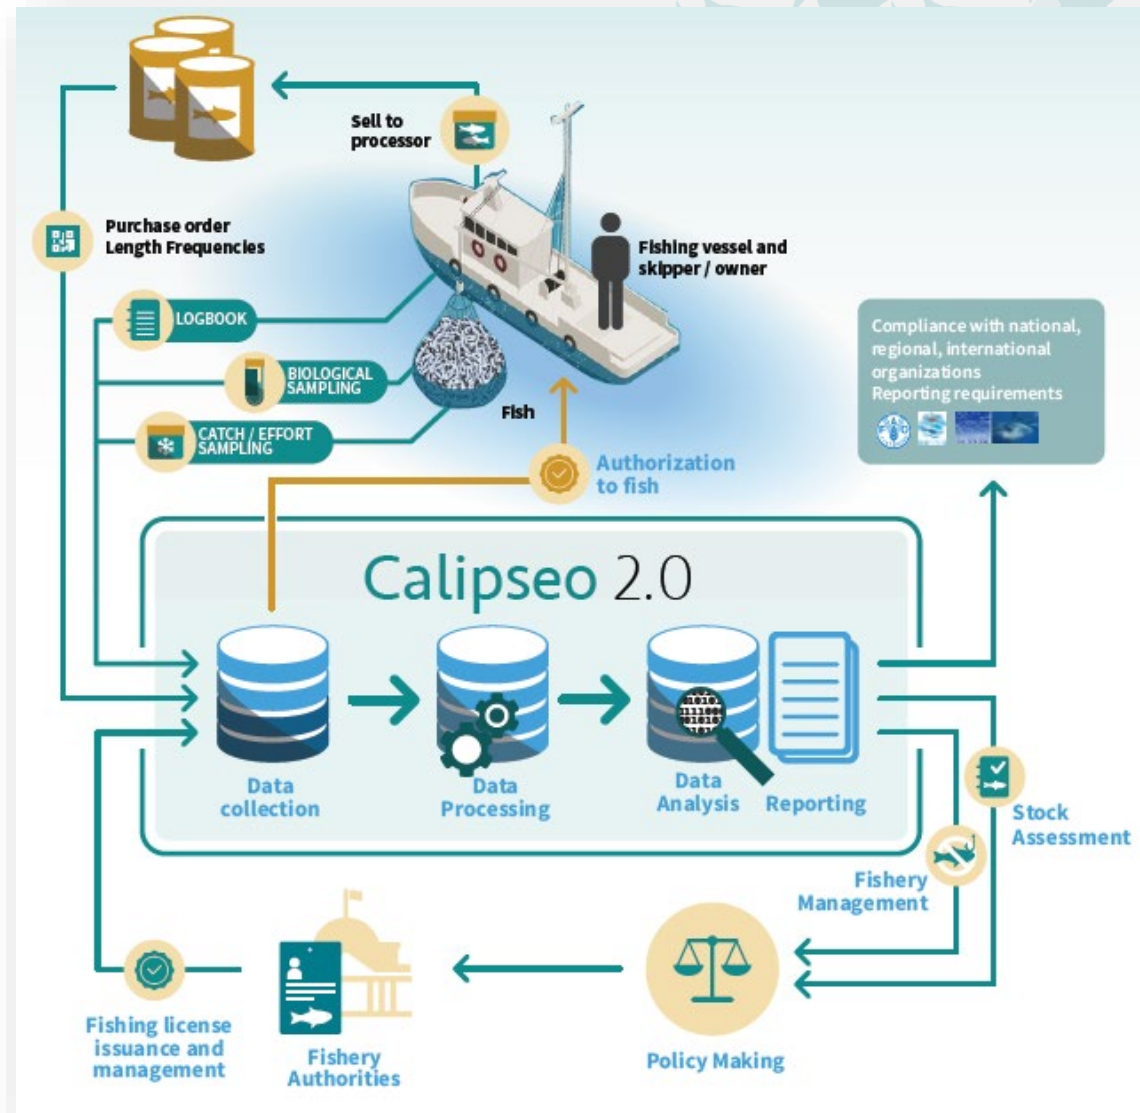 Sell to
processor
Purchase order
Length Frequencies
Fishing vessel and
skipper / owner
LOGBOOK
BIOLOGICAL
SAMPLING
CATCH / EFFORT
SAMPLING
Fish
Compliance with national,
regional, international
organizations
Reporting requirements
Authorization
to fish
Calipseo 2.0
Data
collection
Data
Processing
Data
Analysis
Reporting
Stock
Assessment
Fishery
Management
Fishing license
issuance and
management
Fishery
Authorities
Policy Making